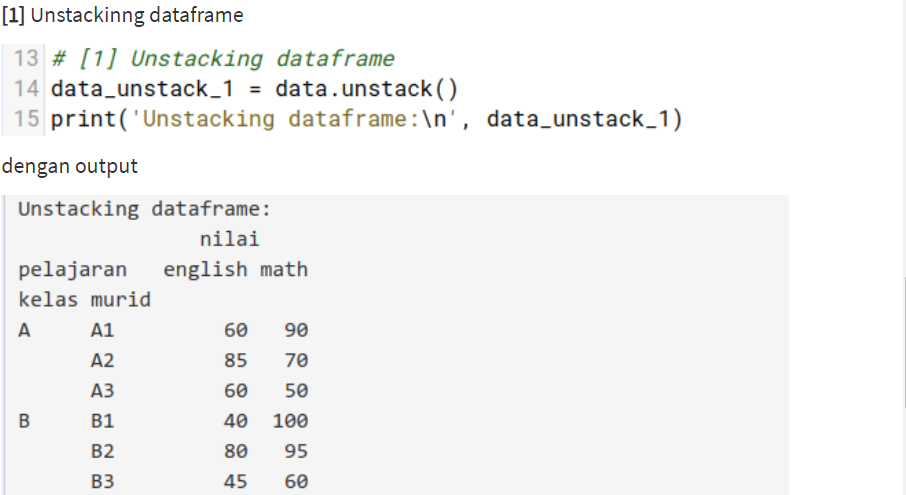 [1] Unstackinng dataframe
13 # [1] Unstacking dataframe
14 data_unstack_1 = data.unstack()
15 print('Unstacking dataframe:\n', data_unstack_1)
dengan output
Unstacking dataframe:
nilai
pelajaran english math
kelas murid
A A1 60 90
A2 85 70
A3 60 50
B B1 40 100
B2 80 95
B3 45 60